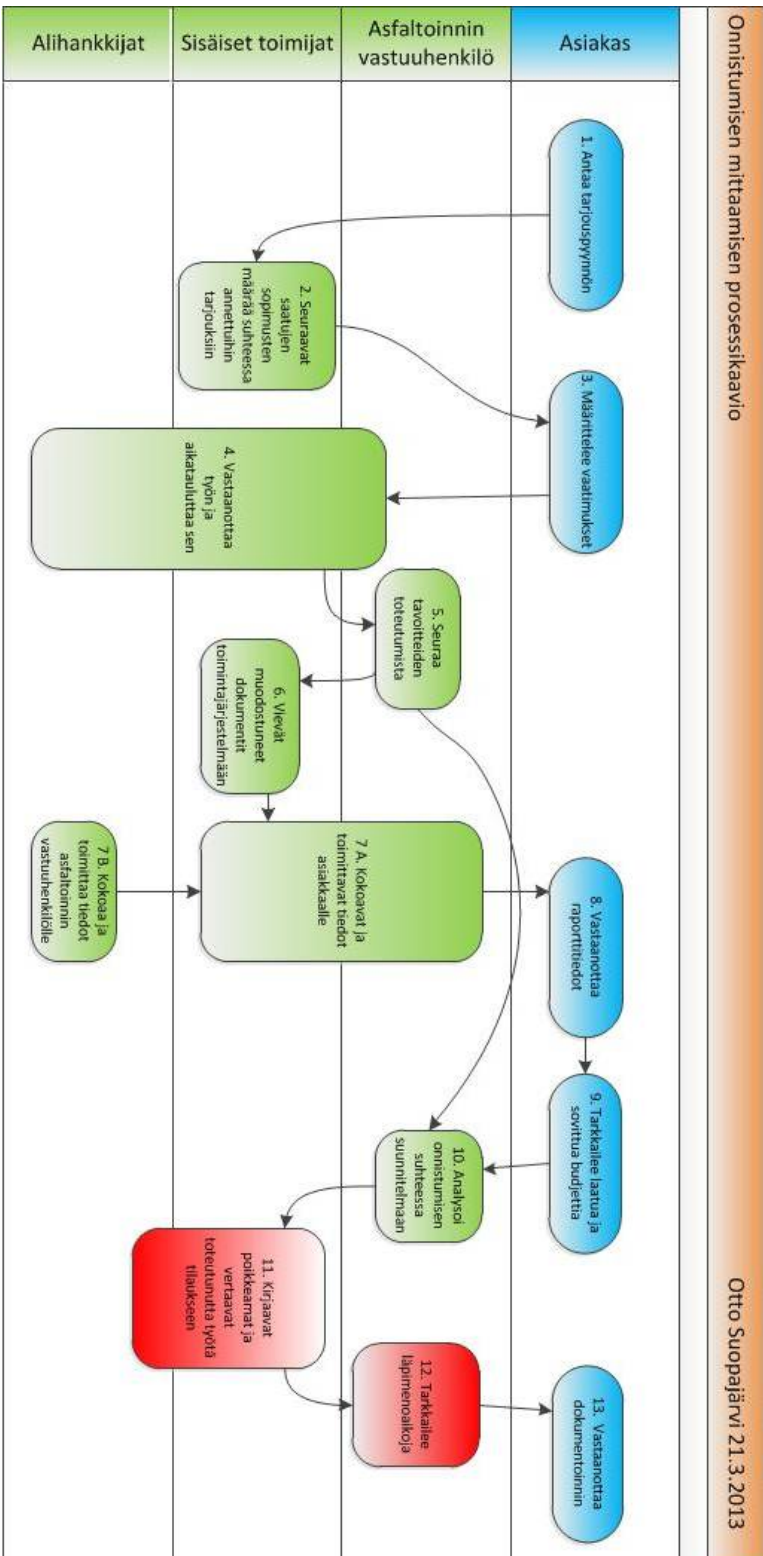 Onnistumisen mittaamisen prosessikaavio
Otto Suopajärvi 21.3.2013
Asiakas
Asfaltoinnin
vastuuhenkilö
Sisäiset toimijat
Alihankkijat
1. Antaa tarjouspyynnön
2. Seuraavat
saatujen
sopimusten
määrää suhteessa
annettuihin
tarjouksiin
3. Määrittelee vaatimukset
4. Vastaanottaa
työn ja
aikatauluttaa sen
5. Seuraa
tavoitteiden
toteutumista
6. Vievät
muodostuneet
dokumentit
toimintajärjestelmään
7 A. Kokoavat ja
toimittavat tiedot
asiakkaalle
7 B. Kokoaa ja
toimittaa tiedot
asfaltoinnin
vastuuhenkilölle
8. Vastaanottaa
raporttitiedot
9. Tarkkailee laatua ja
sovittua budjettia
10. Analysoi
onnistumisen
suhteessa
suunnitelmaan
11. Kirjaavat
poikkeamat ja
vertaavat
toteutunutta työtä
tilaukseen
12. Tarkkailee
läpimenoaikoja
13. Vastaanottaa
dokumentoinnin